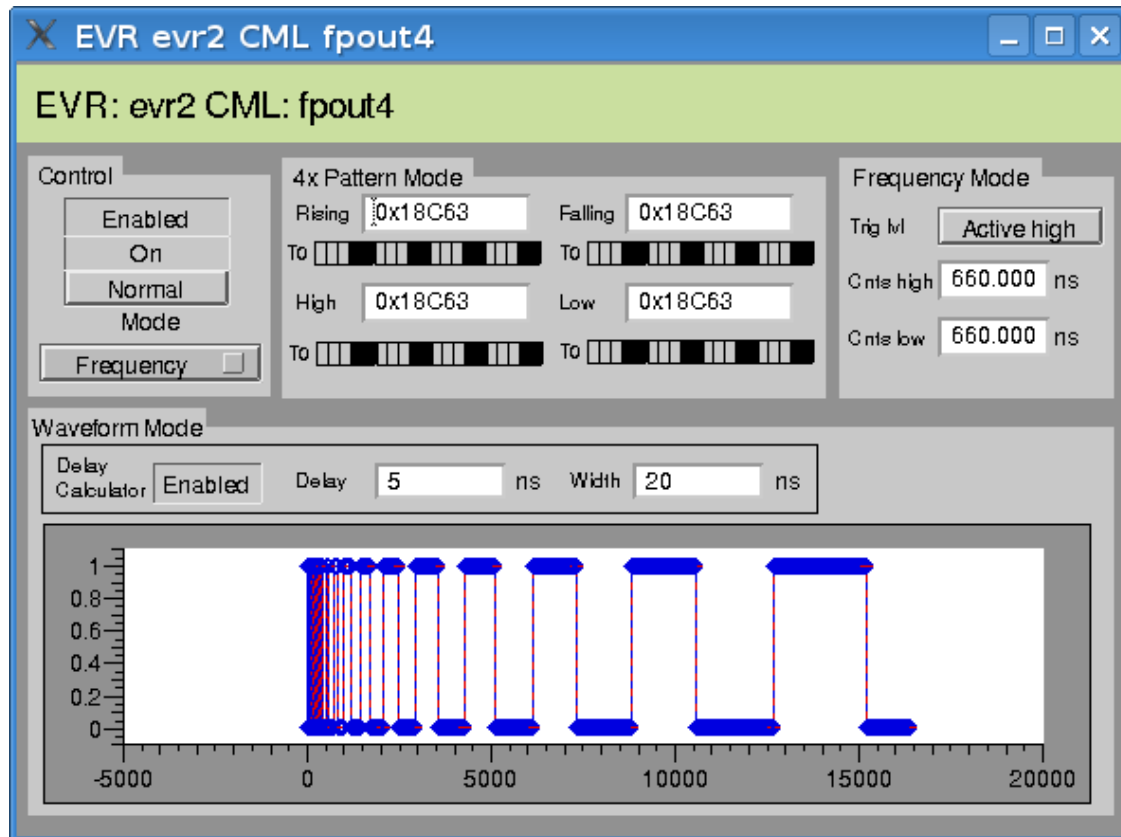 EVR evr2 CML fpout4
EVR: evr2 CML: fpout4
Control
Enabled
On
Normal
Mode
Frequency
4x Pattern Mode
Rising 0x18C63 Falling 0x18C63
To To
High 0x18C63 Low 0x18C63
To To
Frequency Mode
Trig lvl Active high
Cnts high 660.000 ns
Cnts low 660.000 ns
Waveform Mode
Delay
Calculator Enabled Delay 5 ns Width 20 ns
1
0.8
0.6
0.4
0.2
0
-5000 0 5000 10000 15000 20000